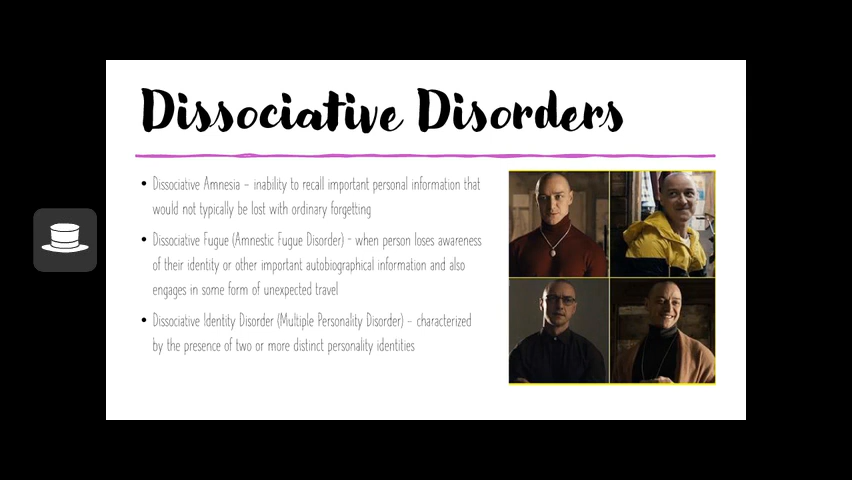 Dissociative Disorders
• Dissociative Amnesia – inability to recall important personal information that
would not typically be lost with ordinary forgetting
• Dissociative Fugue (Amnestic Fugue Disorder) - when person loses awareness
of their identity or other important autobiographical information and also
engages in some form of unexpected travel
• Dissociative Identity Disorder (Multiple Personality Disorder) – characterized
by the presence of two or more distinct personality identities